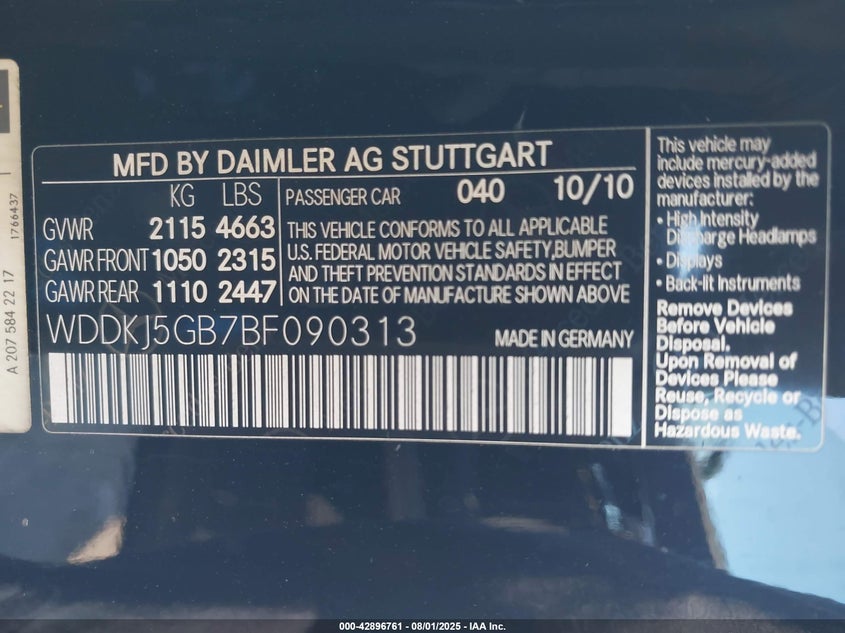 MFD BY DAIMLER AG STUTTGART
KG LBS
GVWR 2115 4663
GAWR FRONT 1050 2315
GAWR REAR 1110 2447
PASSENGER CAR 040 10/10
THIS VEHICLE CONFORMS TO ALL APPLICABLE
U.S. FEDERAL MOTOR VEHICLE SAFETY,BUMPER
AND THEFT PREVENTION STANDARDS IN EFFECT
ON THE DATE OF MANUFACTURE SHOWN ABOVE
WDDKJ5GB7BF090313
MADE IN GERMANY
This vehicle may
include mercury-added
devices installed by the
manufacturer:
• High Intensity
Discharge Headlamps
• Displays
• Back-lit Instruments
Remove Devices
Before Vehicle
Disposal.
Upon Removal of
Devices Please
Reuse, Recycle or
Dispose as
Hazardous Waste.
A 207 584 22 17
1766437
000-42896761 - 08/01/2025 - IAA Inc.